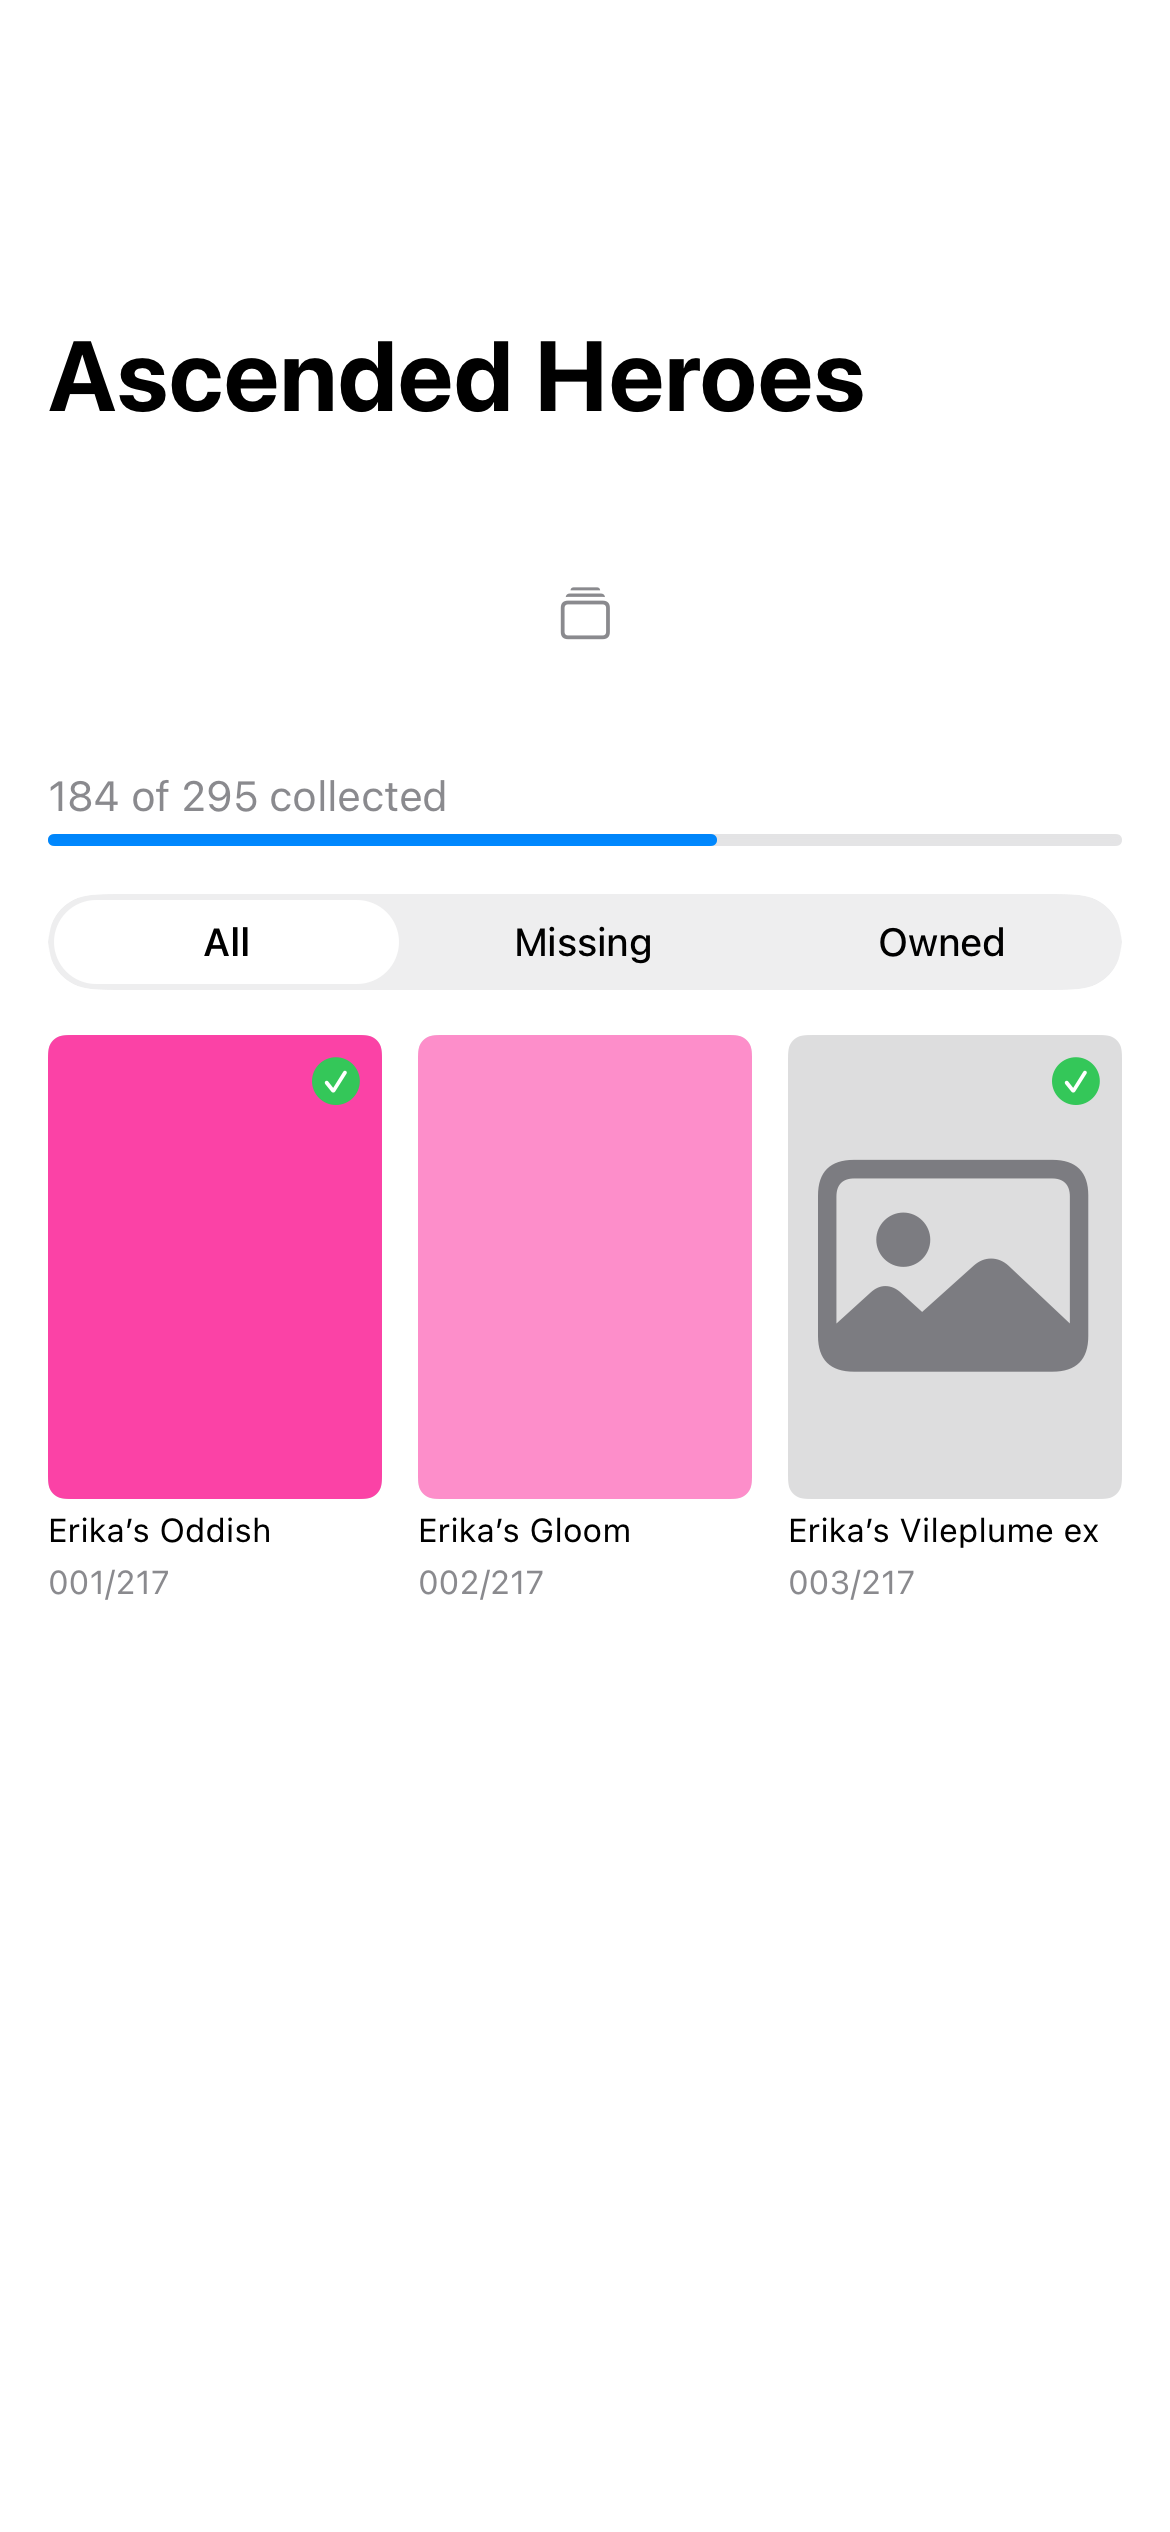 Ascended Heroes
184 of 295 collected
All Missing Owned
Erika’s Oddish Erika’s Gloom Erika’s Vileplume ex
001/217 002/217 003/217